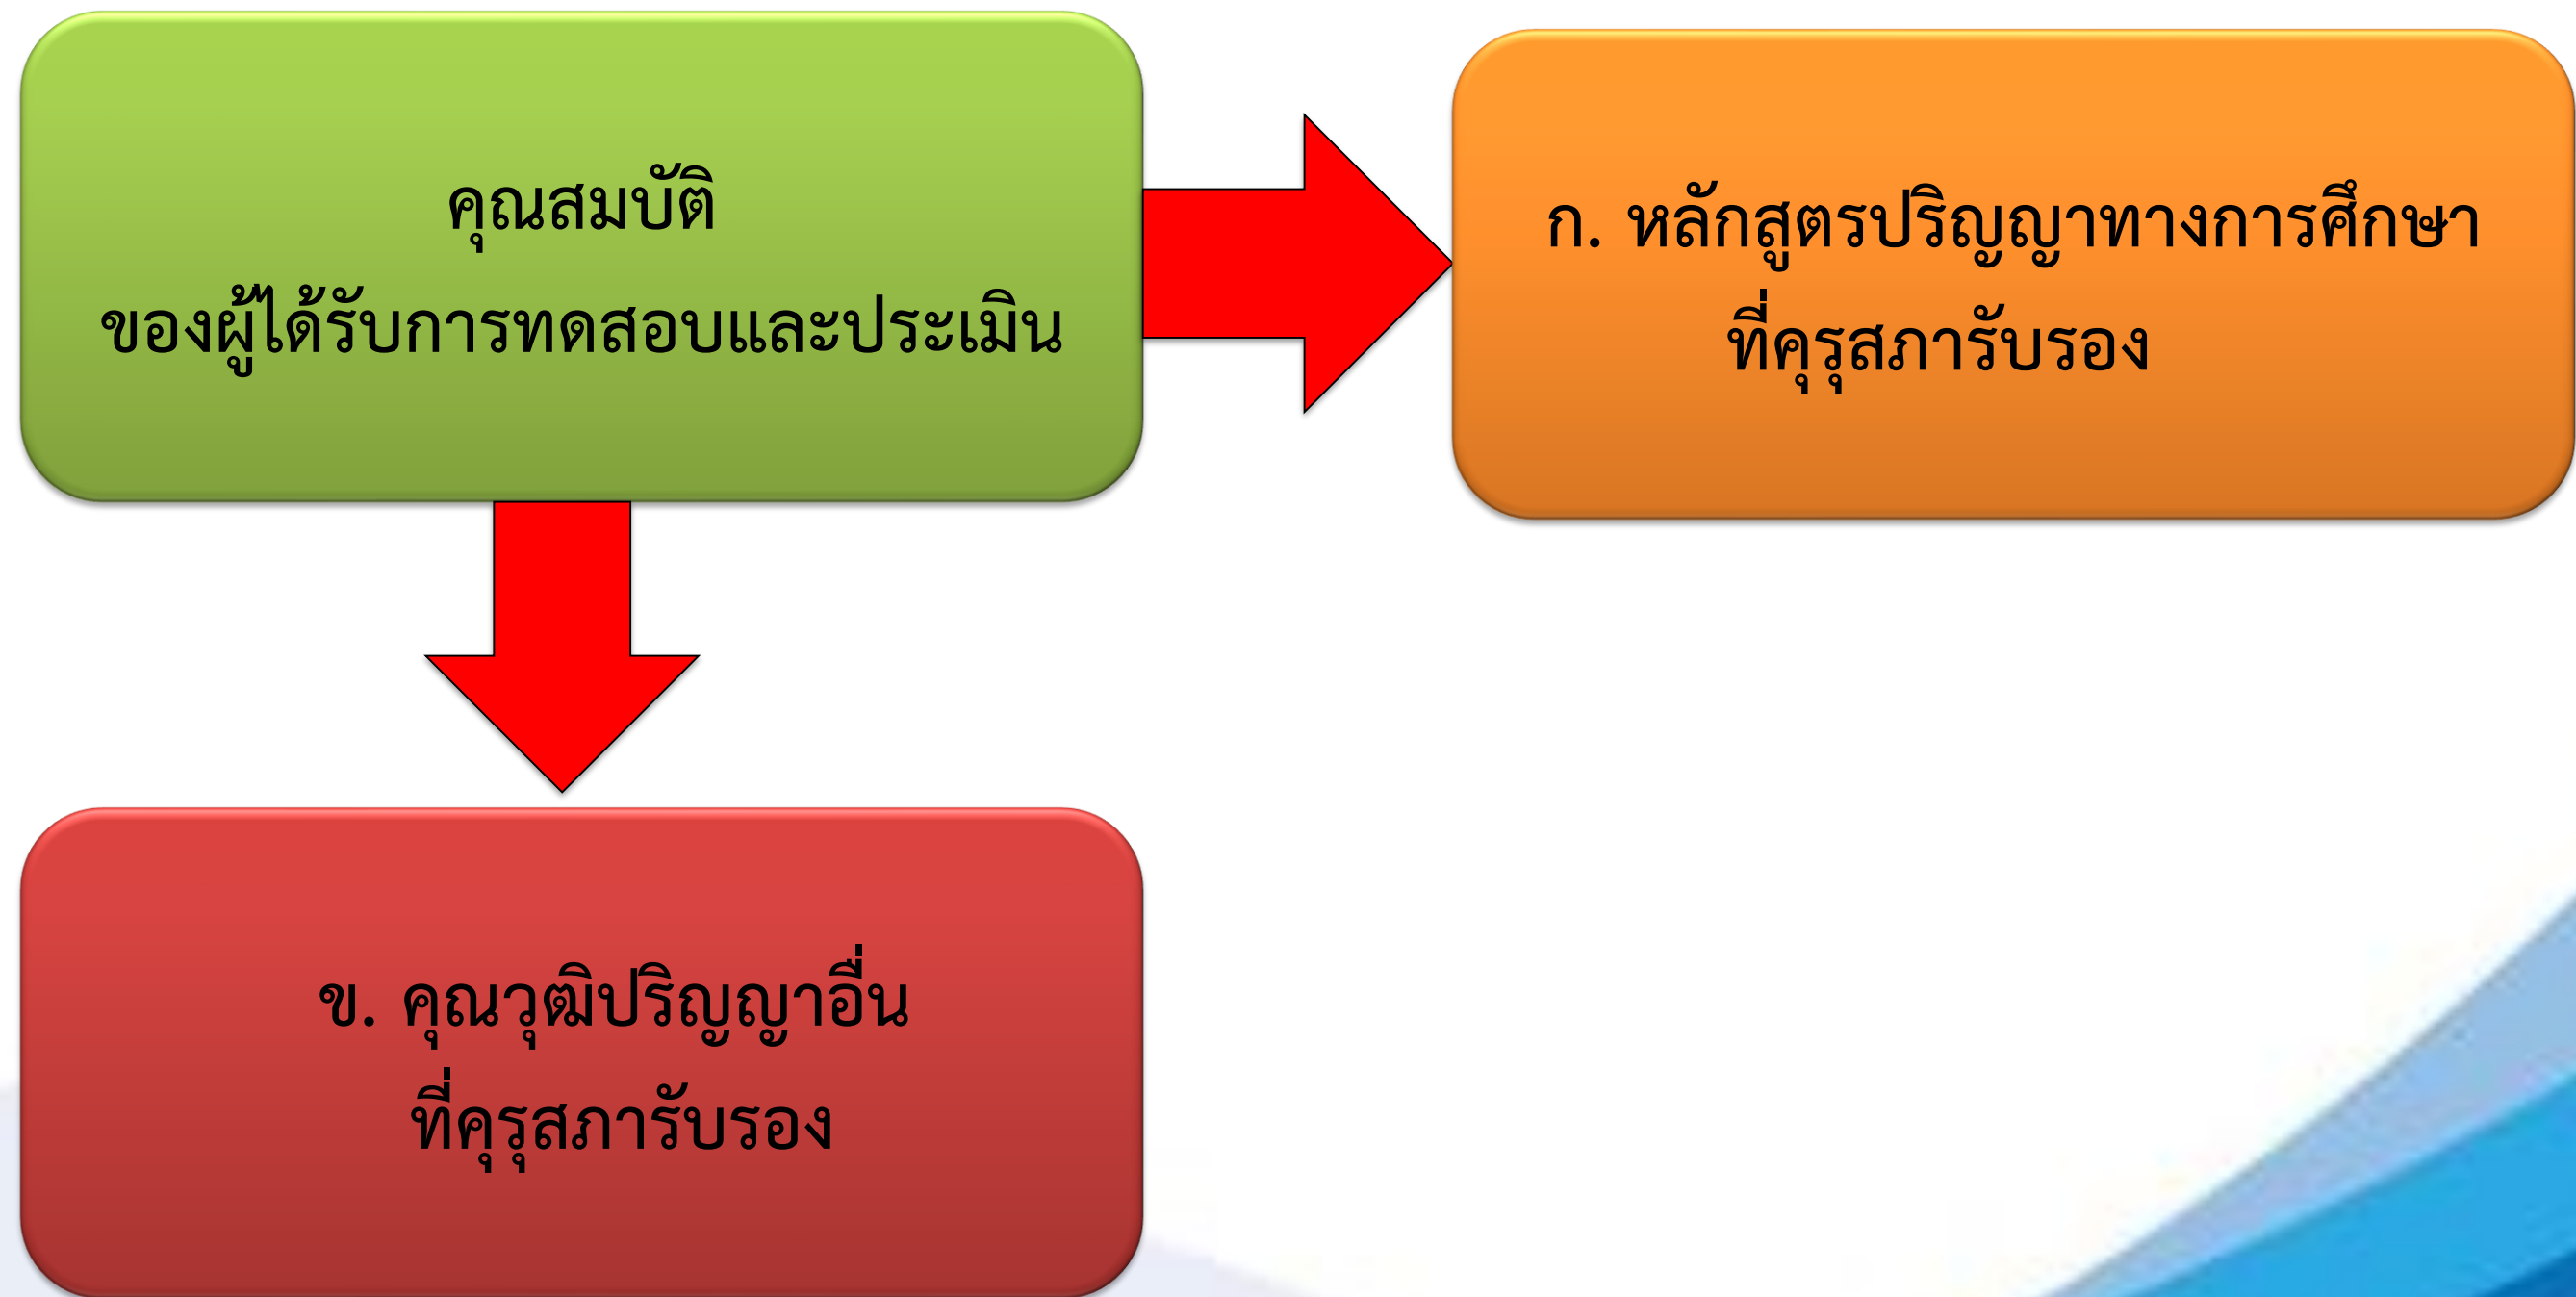 คุณสมบัติ
ของผู้ได้รับการทดสอบและประเมิน
ก. หลักสูตรปริญญาทางการศึกษา
ที่คุรุสภารับรอง
ข. คุณวุฒิปริญญาอื่น
ที่คุรุสภารับรอง